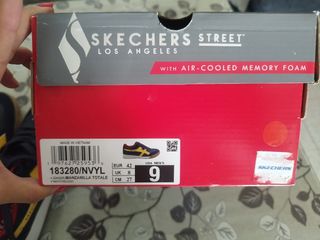 SKECHERS STREET
LOS ANGELES
WITH AIR-COOLED MEMORY FOAM
MADE IN VIETNAM
183280/NVYL
EUR 42
UK 8
CM 27
USA MEN'S
9
SKECHERS